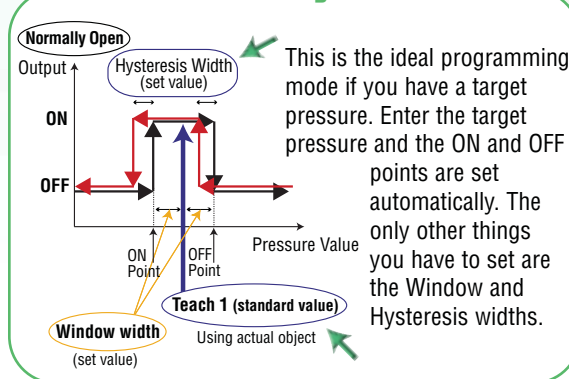 Normally Open
Output
Hysteresis Width
(set value)
ON
OFF
ON
Point
OFF
Point
Pressure Value
Teach 1 (standard value)
Using actual object
Window width
(set value)
This is the ideal programming
mode if you have a target
pressure. Enter the target
pressure and the ON and OFF
points are set
automatically. The
only other things
you have to set are
the Window and
Hysteresis widths.